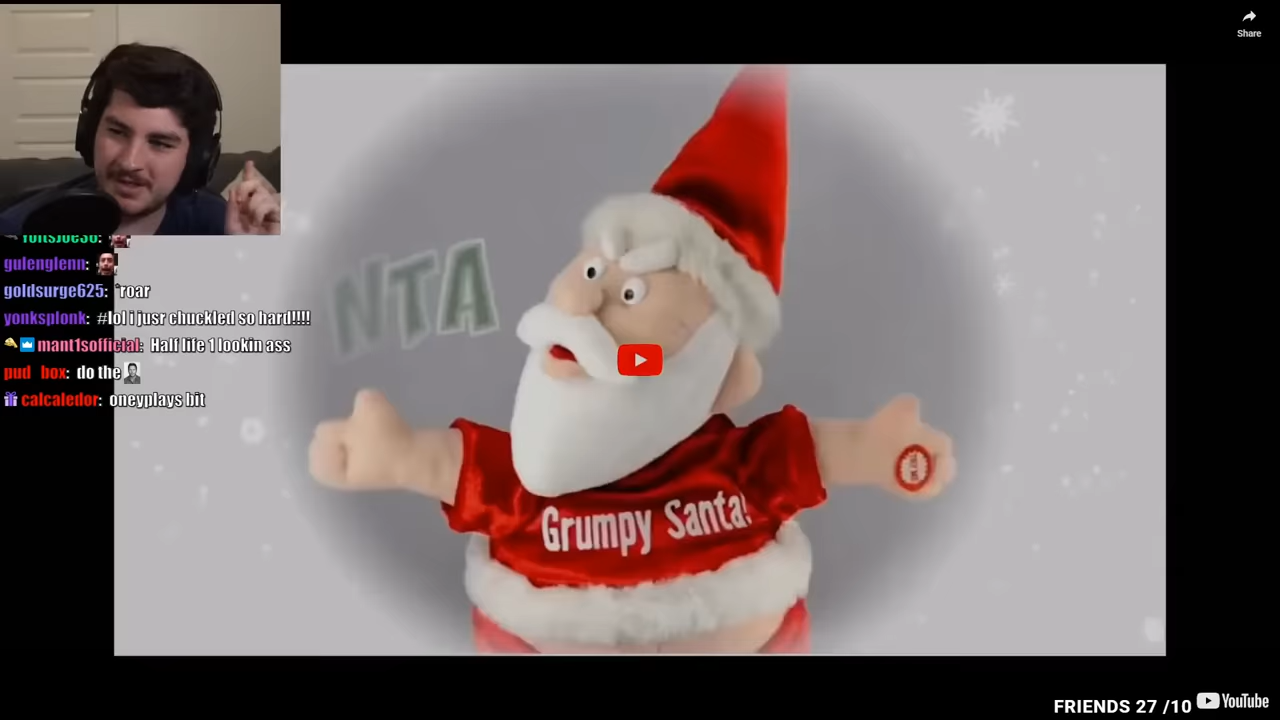 Share
NTA
gulenglenn:
goldsurge625: *roar
yonksplonk: #lol i jusr chuckled so hard!!!!
mant1sofficial: Half life 1 lookin ass
pud_box: do the
calcaledor: oneyplays bit
Grumpy Santa!
FRIENDS 27 /10
YouTube